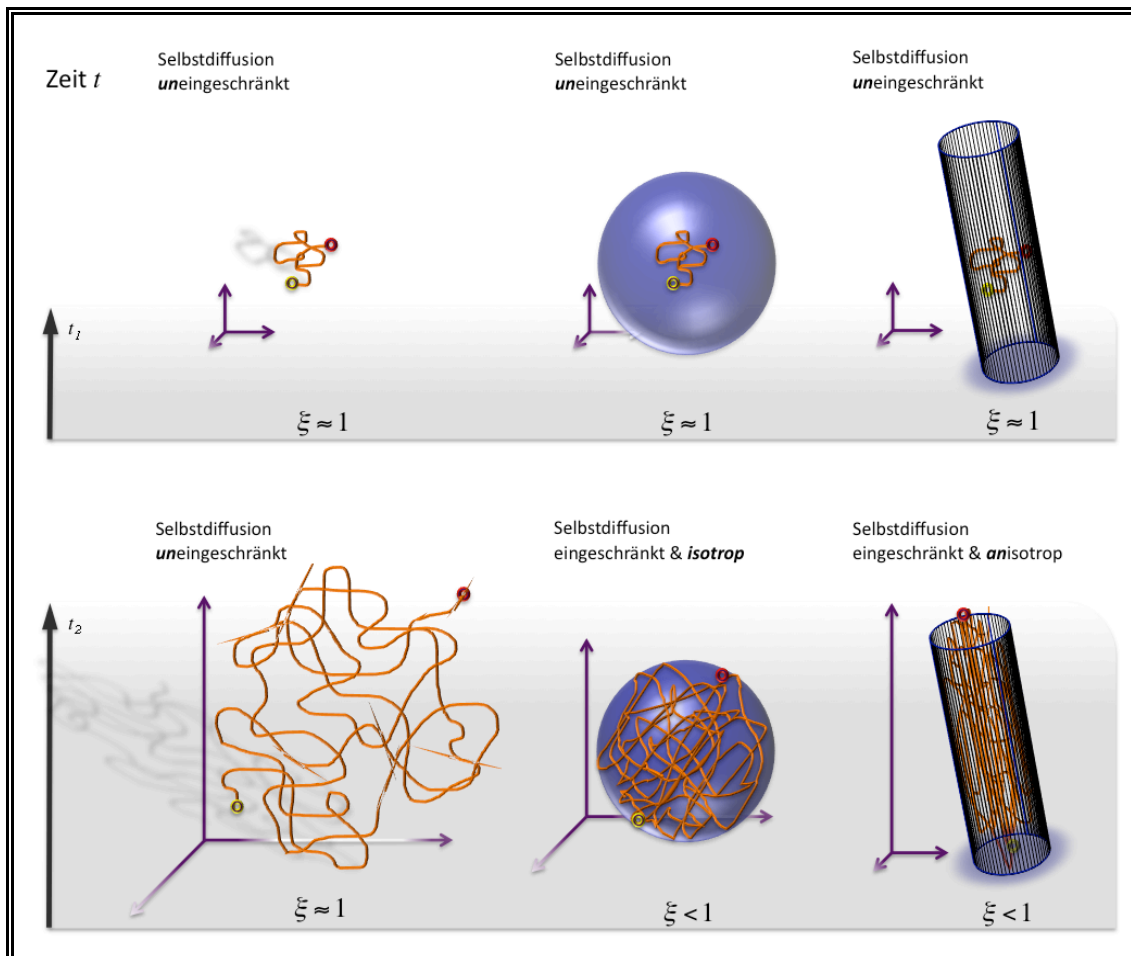 Zeit t
Selbstdiffusion
uneingeschränkt
Selbstdiffusion
uneingeschränkt
Selbstdiffusion
uneingeschränkt
t₁
ξ ≈ 1
ξ ≈ 1
ξ ≈ 1
Selbstdiffusion
uneingeschränkt
Selbstdiffusion
eingeschränkt & isotrop
Selbstdiffusion
eingeschränkt & anisotrop
t₂
ξ ≈ 1
ξ < 1
ξ < 1